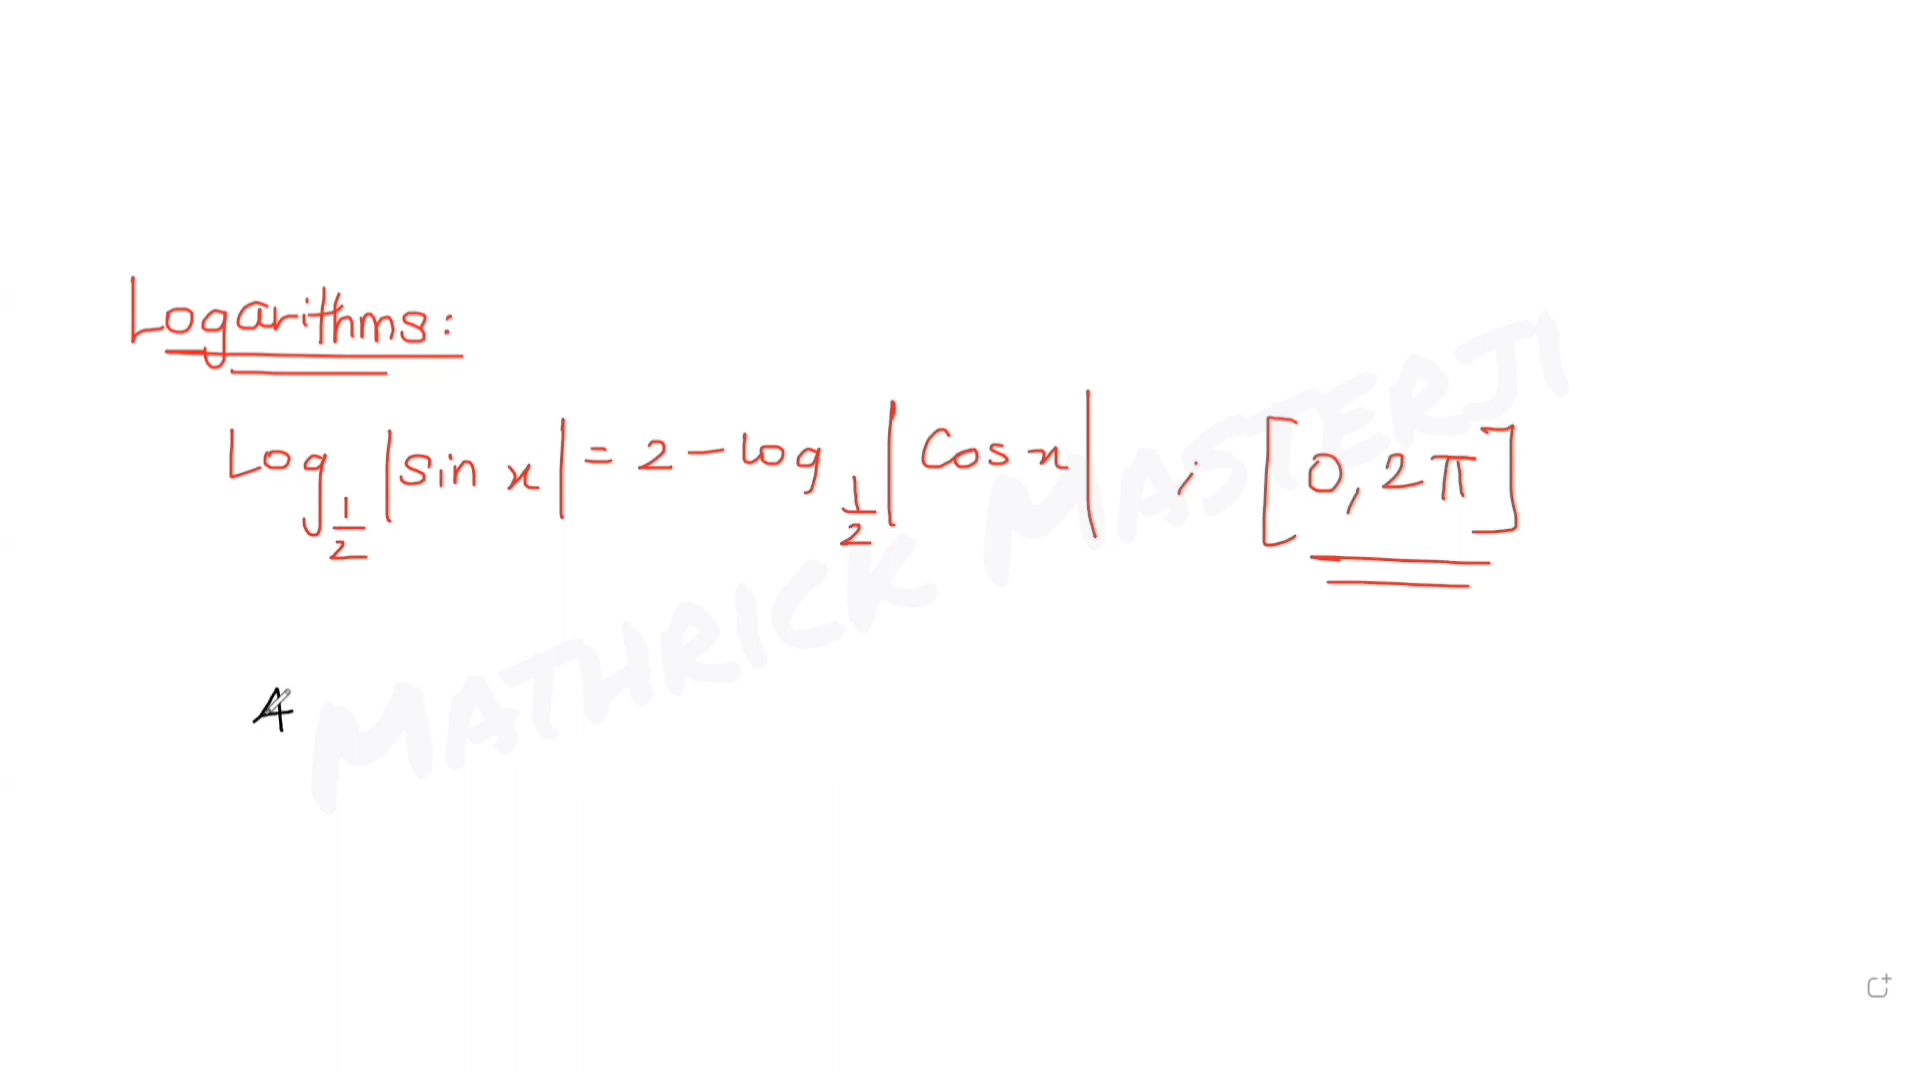 Logarithms:
Log_{1/2} |sin x| = 2 - log_{1/2} |Cos x| , [0, 2π]
MATHRICK MASTERJI
4